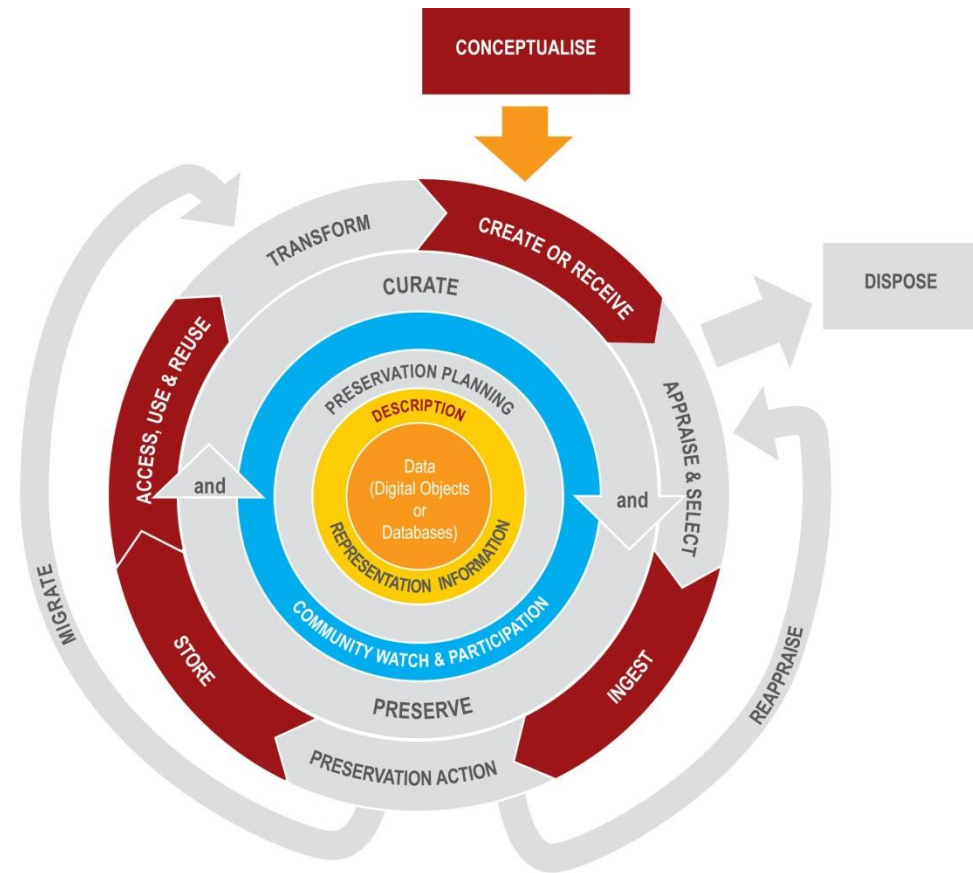 CONCEPTUALISE
CREATE OR RECEIVE
DISPOSE
APPRAISE & SELECT
INGEST
REAPPRAISE
PRESERVATION ACTION
MIGRATE
STORE
ACCESS, USE & REUSE
TRANSFORM
CURATE
and
PRESERVE
and
COMMUNITY WATCH & PARTICIPATION
PRESERVATION PLANNING
DESCRIPTION
REPRESENTATION INFORMATION
Data
(Digital Objects
or
Databases)